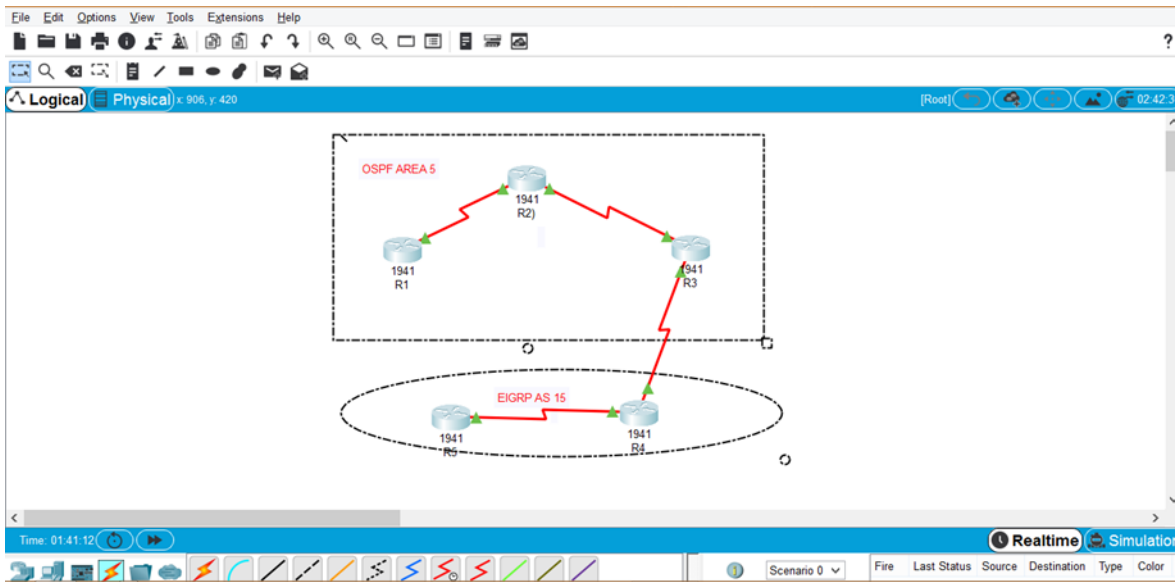 File Edit Options View Tools Extensions Help
?
Logical Physical x: 906, y: 420 [Root] 02:42:3
OSPF AREA 5
1941
R2)
1941
R1
1941
R3
EIGRP AS 15
1941
R5
1941
R4
Time: 01:41:12 Realtime Simulation
Scenario 0 Fire Last Status Source Destination Type Color